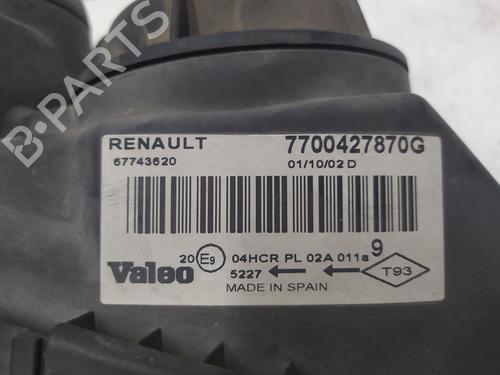 RENAULT 7700427870G
67743620 01/10/02 D
Valeo 20 E9 04HCR PL 02A 011a 9
5227 T93
MADE IN SPAIN
B-PARTS